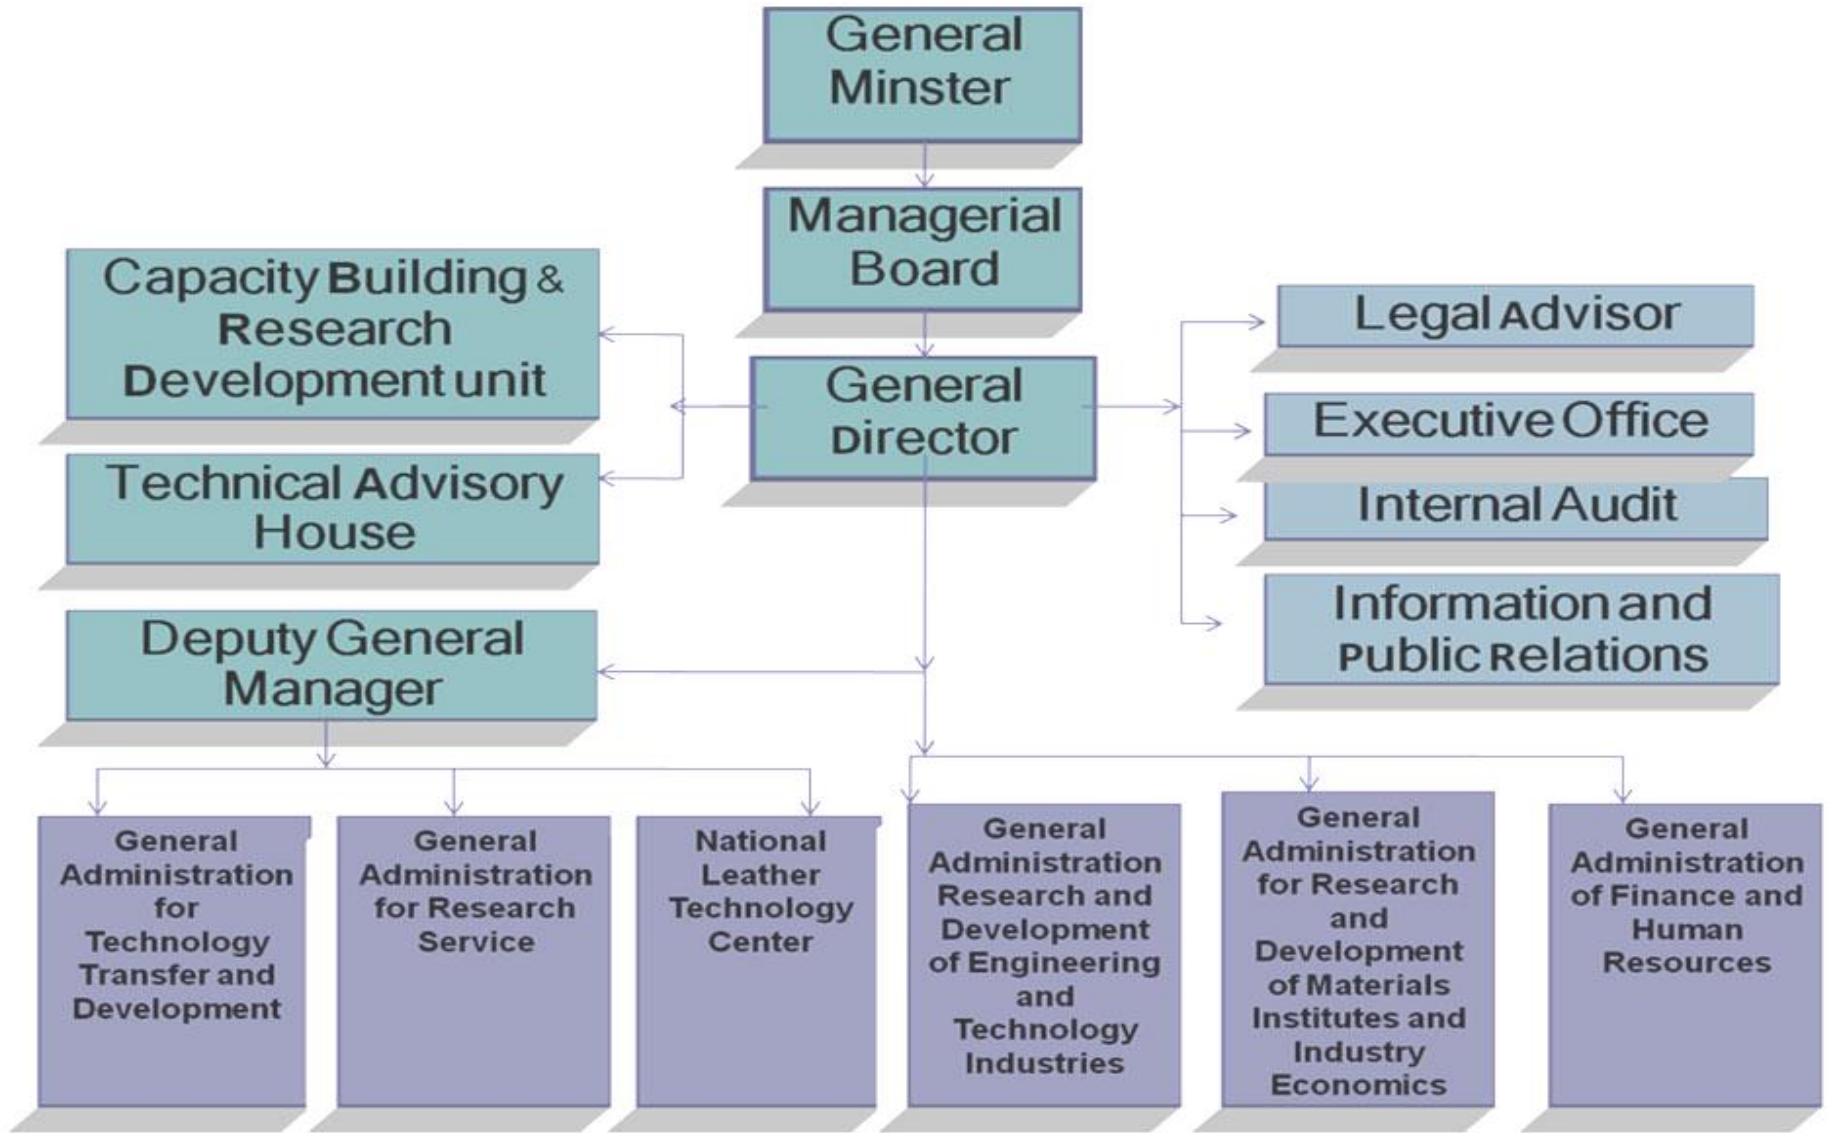 General
Minster
Managerial
Board
Capacity Building &
Research
Development unit
General
Director
Legal Advisor
Executive Office
Technical Advisory
House
Internal Audit
Information and
Public Relations
Deputy General
Manager
General
Administration
for
Technology
Transfer and
Development
General
Administration
for Research
Service
National
Leather
Technology
Center
General
Administration
Research and
Development
of Engineering
and
Technology
Industries
General
Administration
for Research
and
Development
of Materials
Institutes and
Industry
Economics
General
Administration
of Finance and
Human
Resources